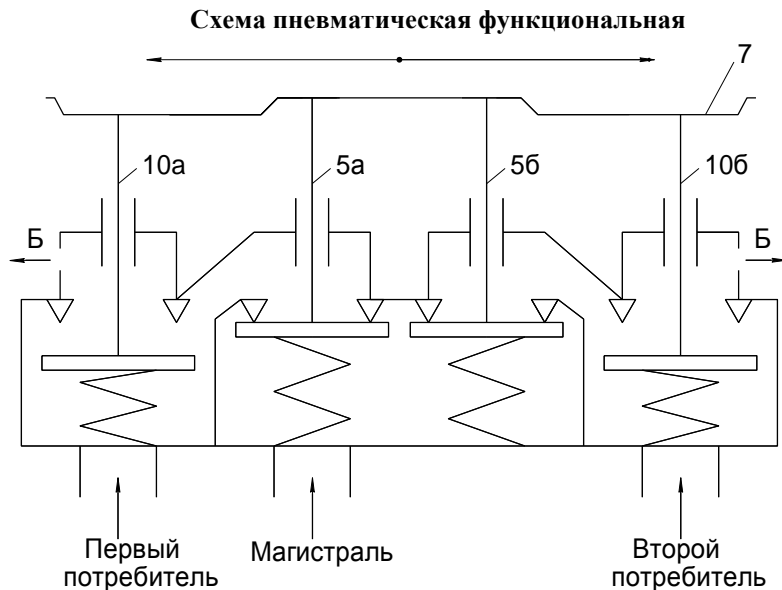 Схема пневматическая функциональная
7
10а
5а
5б
10б
Б
Б
Первый
потребитель
Магистраль
Второй
потребитель